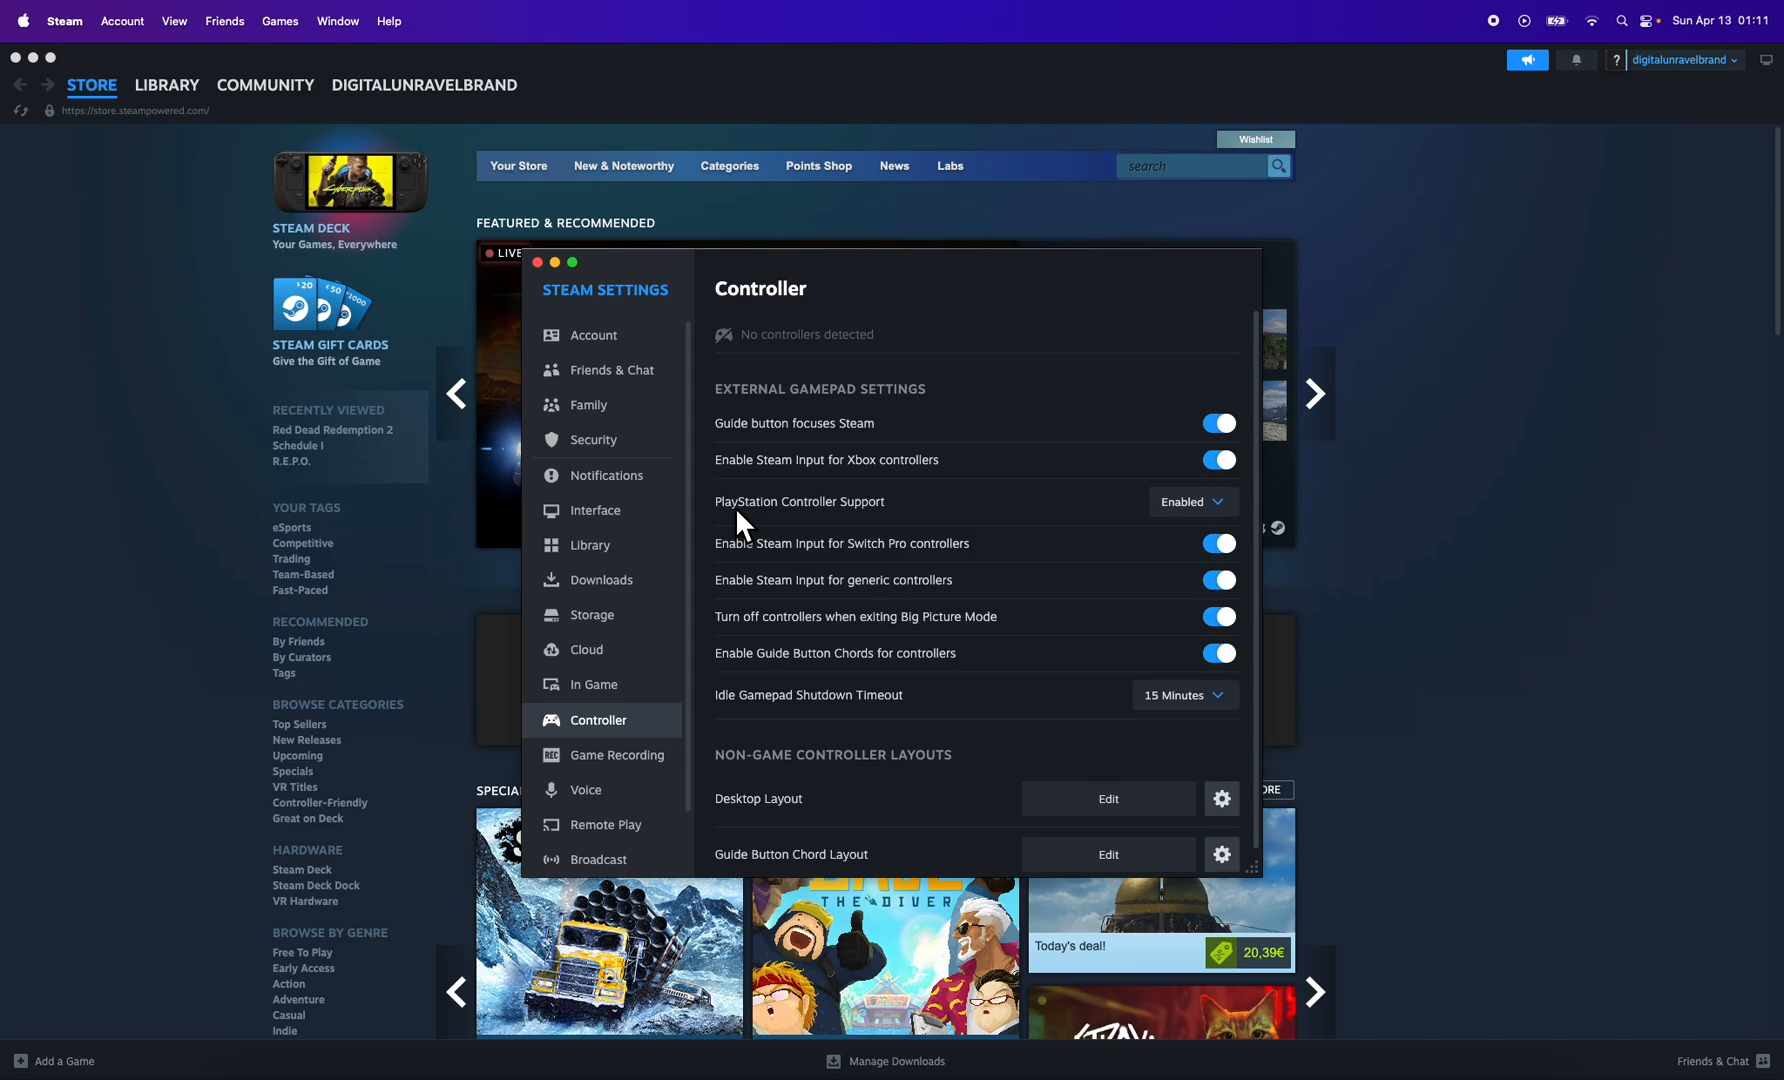 Steam Account View Friends Games Window Help
Sun Apr 13 01:11
STORE LIBRARY COMMUNITY DIGITALUNRAVELBRAND
? digitalunravelbrand
https://store.steampowered.com/
Wishlist
Your Store New & Noteworthy Categories Points Shop News Labs
search
STEAM DECK
Your Games, Everywhere
$20 €50 $1000
STEAM GIFT CARDS
Give the Gift of Game
RECENTLY VIEWED
Red Dead Redemption 2
Schedule I
R.E.P.O.
YOUR TAGS
eSports
Competitive
Trading
Team-Based
Fast-Paced
RECOMMENDED
By Friends
By Curators
Tags
BROWSE CATEGORIES
Top Sellers
New Releases
Upcoming
Specials
VR Titles
Controller-Friendly
Great on Deck
HARDWARE
Steam Deck
Steam Deck Dock
VR Hardware
BROWSE BY GENRE
Free To Play
Early Access
Action
Adventure
Casual
Indie
FEATURED & RECOMMENDED
LIVE
STEAM SETTINGS
Account
Friends & Chat
Family
Security
Notifications
Interface
Library
Downloads
Storage
Cloud
In Game
Controller
REC Game Recording
Voice
Remote Play
Broadcast
Controller
No controllers detected
EXTERNAL GAMEPAD SETTINGS
Guide button focuses Steam
Enable Steam Input for Xbox controllers
PlayStation Controller Support Enabled
Enable Steam Input for Switch Pro controllers
Enable Steam Input for generic controllers
Turn off controllers when exiting Big Picture Mode
Enable Guide Button Chords for controllers
Idle Gamepad Shutdown Timeout 15 Minutes
NON-GAME CONTROLLER LAYOUTS
Desktop Layout Edit
Guide Button Chord Layout Edit
SPECIA
ORE
THE DIVER
Today's deal!
20,39€
Add a Game
Manage Downloads
Friends & Chat